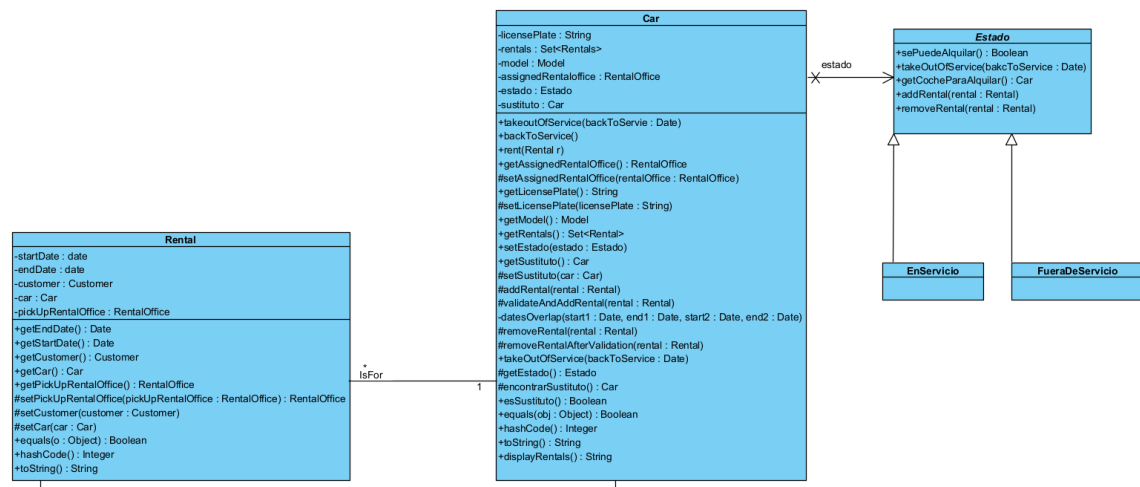 Car
-licensePlate : String
-rentals : Set<Rentals>
-model : Model
-assignedRentaloffice : RentalOffice
-estado : Estado
-sustituto : Car
+takeoutOfService(backToServie : Date)
+backToService()
+rent(Rental r)
+getAssignedRentalOffice() : RentalOffice
#setAssignedRentalOffice(rentalOffice : RentalOffice)
+getLicensePlate() : String
#setLicensePlate(licensePlate : String)
+getModel() : Model
+getRentals() : Set<Rental>
+setEstado(estado : Estado)
+getSustituto() : Car
#setSustituto(car : Car)
#addRental(rental : Rental)
#validateAndAddRental(rental : Rental)
-datesOverlap(start1 : Date, end1 : Date, start2 : Date, end2 : Date)
#removeRental(rental : Rental)
#removeRentalAfterValidation(rental : Rental)
+takeOutOfService(backToService : Date)
#getEstado() : Estado
#encontrarSustituto() : Car
+esSustituto() : Boolean
+equals(obj : Object) : Boolean
+hashCode() : Integer
+toString() : String
+displayRentals() : String
estado
Estado
+sePuedeAlquilar() : Boolean
+takeOutOfService(bakcToService : Date)
+getCocheParaAlquilar() : Car
+addRental(rental : Rental)
+removeRental(rental : Rental)
EnServicio
FueraDeServicio
Rental
-startDate : date
-endDate : date
-customer : Customer
-car : Car
-pickUpRentalOffice : RentalOffice
+getEndDate() : Date
+getStartDate() : Date
+getCustomer() : Customer
+getCar() : Car
+getPickUpRentalOffice() : RentalOffice
#setPickUpRentalOffice(pickUpRentalOffice : RentalOffice) : RentalOffice
#setCustomer(customer : Customer)
#setCar(car : Car)
+equals(o : Object) : Boolean
+hashCode() : Integer
+toString() : String
*
IsFor
1